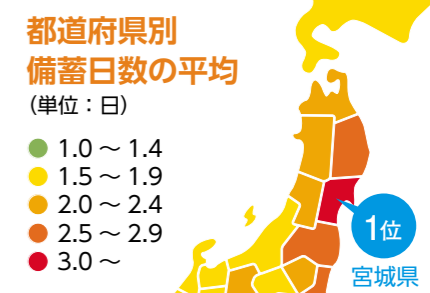 都道府県別
備蓄日数の平均
(単位：日)
1.0 ～ 1.4
1.5 ～ 1.9
2.0 ～ 2.4
2.5 ～ 2.9
3.0 ～
1位
宮城県